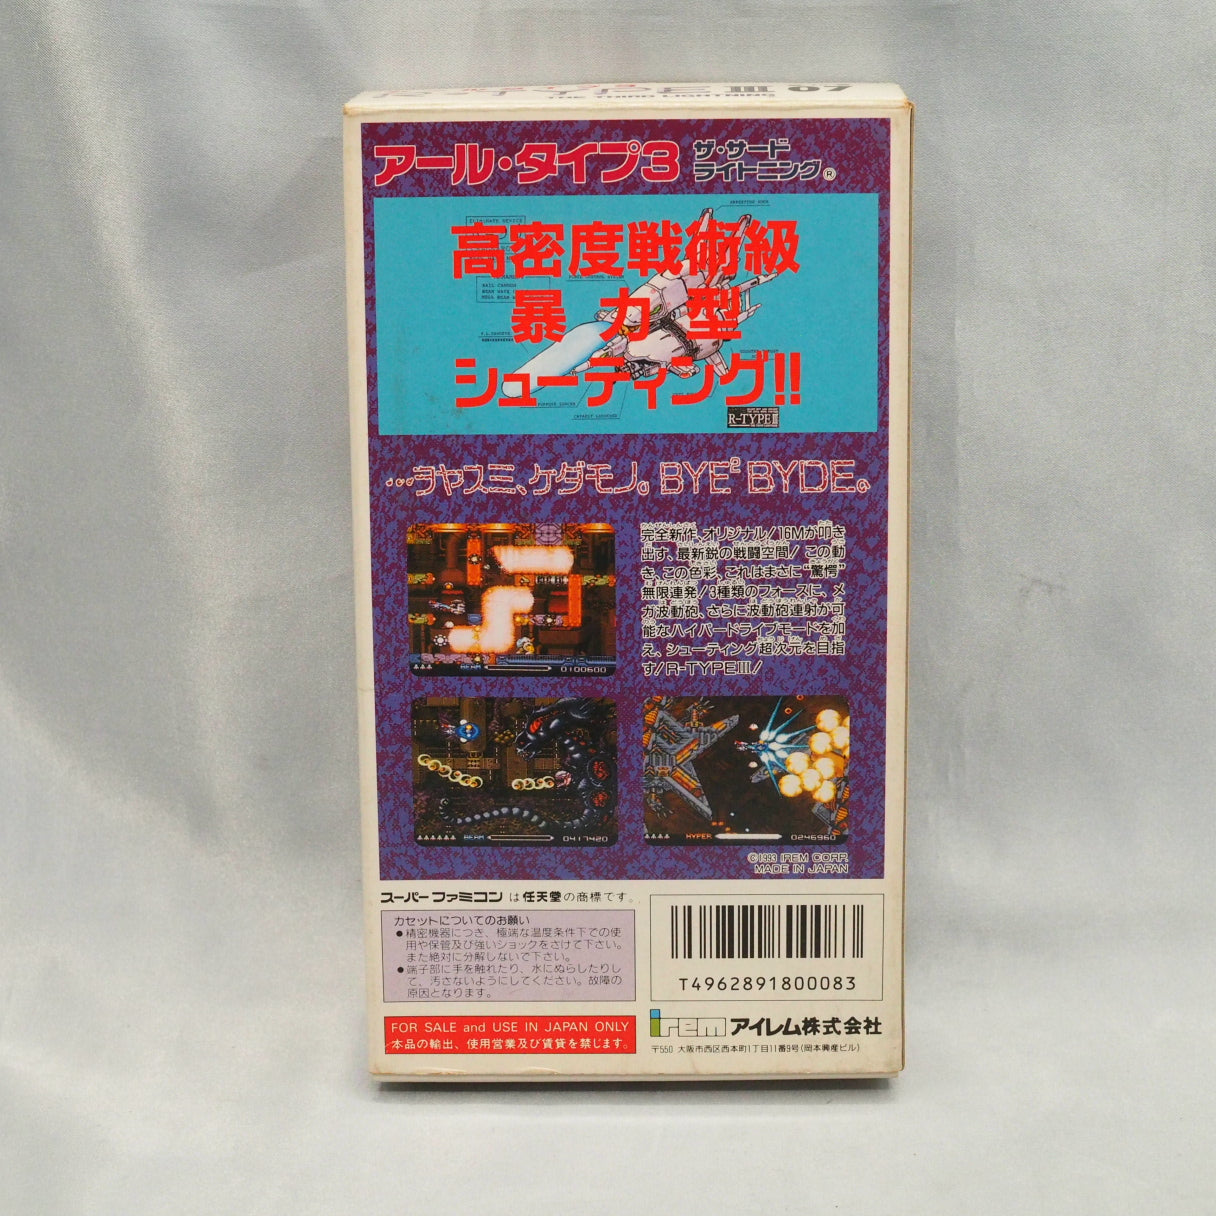 R-TYPE III 07
THE THIRD LIGHTNING
アール・タイプ3 ザ・サード
ライトニング®
高密度戦術級
暴力型
シューティング!!
R-TYPE III
…ヲヤスミ、ケダモノ。BYE² BYDE。
完全新作、オリジナル!16Mが叩き
出す、最新鋭の戦闘空間!この動
き、この色彩、これはまさに“驚愕”
無限連発!3種類のフォースに、メ
ガ波動砲、さらに波動砲連射が可
能なハイパードライブモードを加
え、シューティング超次元を目指
す!R-TYPEIII!
BEAM 0100600
BEAM 0417420
HYPER 0246960
©1993 IREM CORP.
MADE IN JAPAN
スーパーファミコンは任天堂の商標です。
カセットについてのお願い
●精密機器につき、極端な温度条件下での使
用や保管及び強いショックをさけて下さい。
また絶対に分解しないで下さい。
●端子部に手を触れたり、水にぬらしたりし
て、汚さないようにしてください。故障の
原因となります。
FOR SALE and USE IN JAPAN ONLY
本品の輸出、使用営業及び賃貸を禁じます。
T4962891800083
irem アイレム株式会社
〒550 大阪市西区西本町1丁目11番9号(岡本興産ビル)